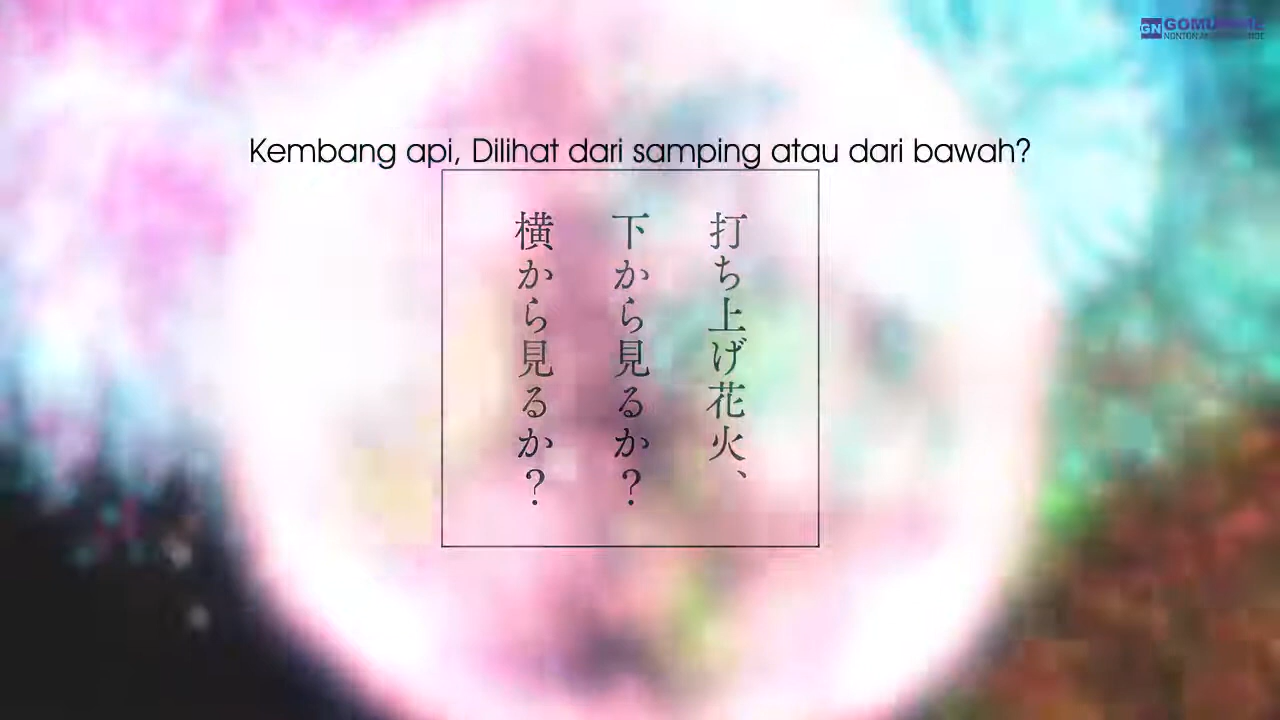 Kembang api, Dilihat dari samping atau dari bawah?
打ち上げ花火、
下から見るか?
横から見るか?
GN